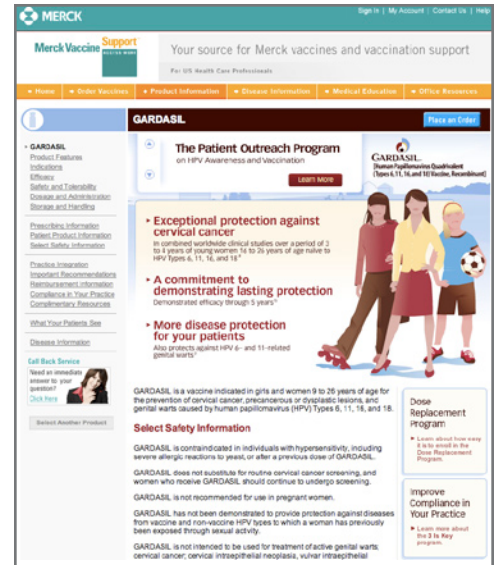 MERCK
Sign in | My Account | Contact Us | Help
Merck Vaccine Support
Your source for Merck vaccines and vaccination support
For US Health Care Professionals
Home
Order Vaccines
Product Information
Disease Information
Medical Education
Office Resources
GARDASIL
Place an Order
GARDASIL
Product Features
Indications
Efficacy
Safety and Tolerability
Dosage and Administration
Storage and Handling
Prescribing Information
Patient Product Information
Select Safety Information
Practice Integration
Important Recommendations
Reimbursement Information
Compliance in Your Practice
Complimentary Resources
What Your Patients See
Disease Information
Call Back Service
Need an immediate
answer to your
question?
Click here
Select Another Product
The Patient Outreach Program
on HPV Awareness and Vaccination
Learn More
GARDASIL
[Human Papillomavirus Quadrivalent
(Types 6, 11, 16, and 18) Vaccine, Recombinant]
Exceptional protection against
cervical cancer
In combined worldwide clinical studies over a period of 2
to 4 years of young women 16 to 26 years of age naïve to
HPV Types 6, 11, 16, and 18
A commitment to
demonstrating lasting protection
Demonstrated efficacy through 5 years
More disease protection
for your patients
Also protects against HPV 6- and 11-related
genital warts
GARDASIL is a vaccine indicated in girls and women 9 to 26 years of age for
the prevention of cervical cancer, precancerous or dysplastic lesions, and
genital warts caused by human papillomavirus (HPV) Types 6, 11, 16, and 18.
Select Safety Information
GARDASIL is contraindicated in individuals with hypersensitivity, including
severe allergic reactions to yeast, or after a previous dose of GARDASIL.
GARDASIL does not substitute for routine cervical cancer screening, and
women who receive GARDASIL should continue to undergo screening.
GARDASIL is not recommended for use in pregnant women.
GARDASIL has not been demonstrated to provide protection against diseases
from vaccine and non-vaccine HPV types to which a woman has previously
been exposed through sexual activity.
GARDASIL is not intended to be used for treatment of active genital warts;
cervical cancer; cervical intraepithelial neoplasia, vulvar intraepithelial
Dose
Replacement
Program
Learn about how easy
it is to enroll in the
Dose Replacement
Program.
Improve
Compliance in
Your Practice
Learn more about
the 3 Is Key
program.